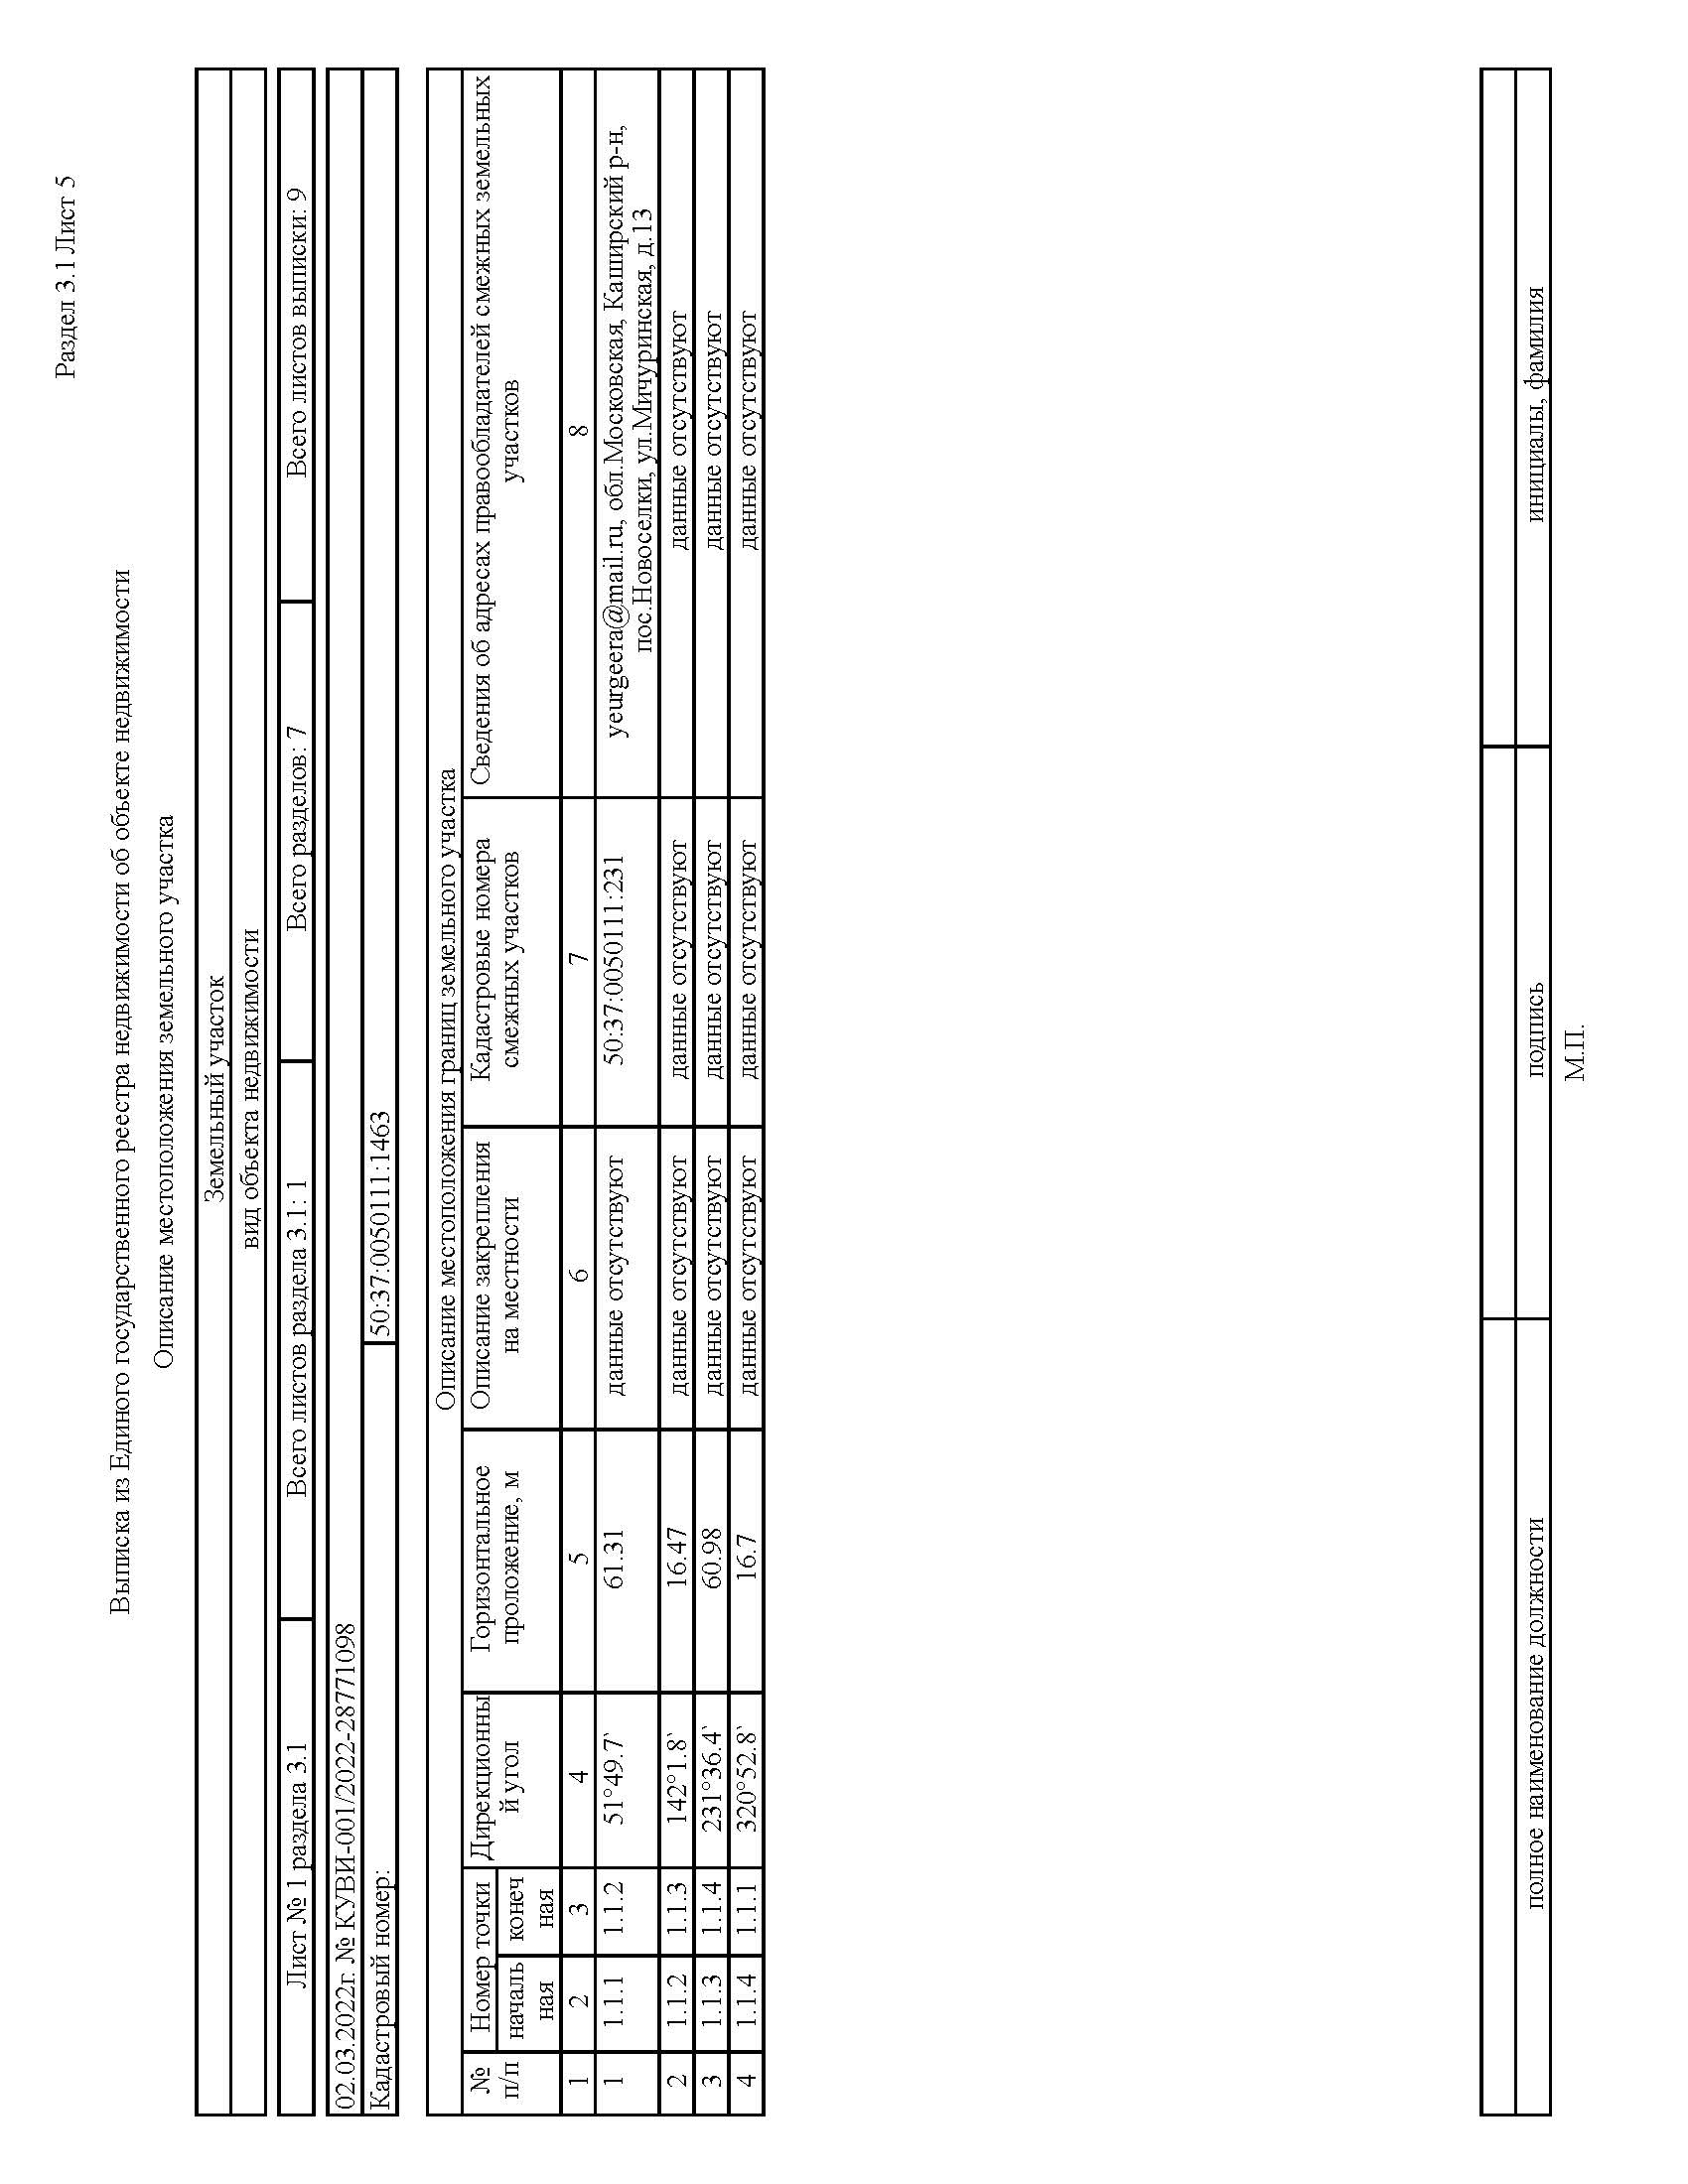 Раздел 3.1 Лист 5
Выписка из Единого государственного реестра недвижимости об объекте недвижимости
Описание местоположения земельного участка
Земельный участок
вид объекта недвижимости
Лист № 1 раздела 3.1 Всего листов раздела 3.1: 1 Всего разделов: 7 Всего листов выписки: 9
02.03.2022г. № КУВИ-001/2022-28771098
Кадастровый номер: 50:37:0050111:1463
Описание местоположения границ земельного участка
№ Номер точки Дирекционны Горизонтальное Описание закрепления Кадастровые номера Сведения об адресах правообладателей смежных земельных
п/п началь конеч й угол проложение, м на местности смежных участков участков
ная ная
1 2 3 4 5 6 7 8
1 1.1.1 1.1.2 51°49.7` 61.31 данные отсутствуют 50:37:0050111:231 yeurgeera@mail.ru, обл.Московская, Каширский р-н,
пос.Новоселки, ул.Мичуринская, д.13
2 1.1.2 1.1.3 142°1.8` 16.47 данные отсутствуют данные отсутствуют данные отсутствуют
3 1.1.3 1.1.4 231°36.4` 60.98 данные отсутствуют данные отсутствуют данные отсутствуют
4 1.1.4 1.1.1 320°52.8` 16.7 данные отсутствуют данные отсутствуют данные отсутствуют
полное наименование должности подпись инициалы, фамилия
М.П.